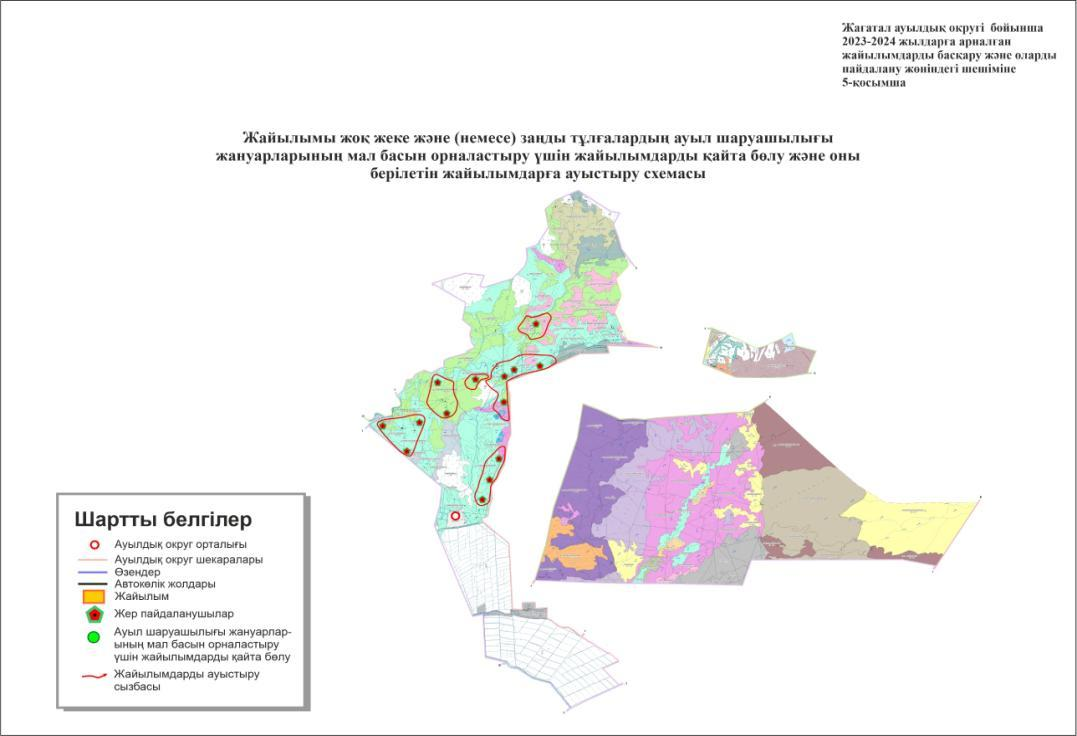 Жағатал ауылдық округі бойынша
2023-2024 жылдарға арналған
жайылымдарды басқару және оларды
пайдалану жөніндегі шешіміне
5-қосымша
Жайылымы жоқ жеке және (немесе) заңды тұлғалардың ауыл шаруашылығы
жануарларының мал басын орналастыру үшін жайылымдарды қайта бөлу және оны
берілетін жайылымдарға ауыстыру схемасы
Шартты белгілер
Ауылдық округ орталығы
Ауылдық округ шекаралары
Өзендер
Автокөлік жолдары
Жайылым
Жер пайдаланушылар
Ауыл шаруашылығы жануарлар-
ының мал басын орналастыру
үшін жайылымдарды қайта бөлу
Жайылымдарды ауыстыру
сызбасы